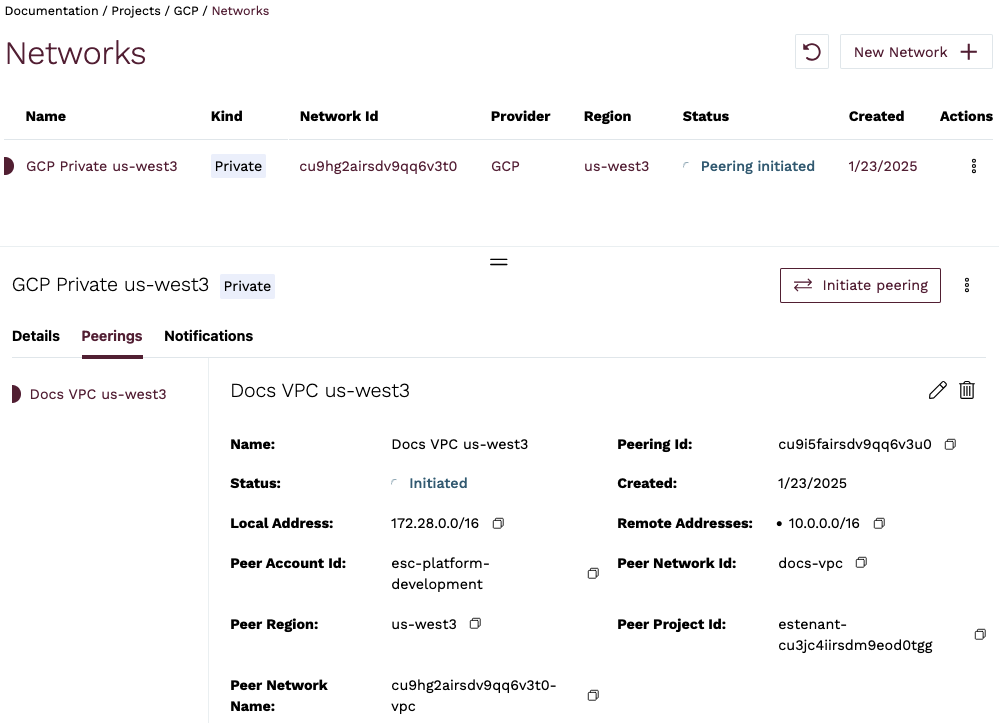 Documentation / Projects / GCP / Networks
Networks
New Network
Name Kind Network Id Provider Region Status Created Actions
GCP Private us-west3 Private cu9hg2airsdv9qq6v3t0 GCP us-west3 Peering initiated 1/23/2025
GCP Private us-west3 Private
Initiate peering
Details Peerings Notifications
Docs VPC us-west3
Docs VPC us-west3
Name: Docs VPC us-west3 Peering Id: cu9i5fairsdv9qq6v3u0
Status: Initiated Created: 1/23/2025
Local Address: 172.28.0.0/16 Remote Addresses: • 10.0.0.0/16
Peer Account Id: esc-platform- Peer Network Id: docs-vpc
development
Peer Region: us-west3 Peer Project Id: estenant-
cu3jc4iirsdm9eod0tgg
Peer Network cu9hg2airsdv9qq6v3t0-
Name: vpc